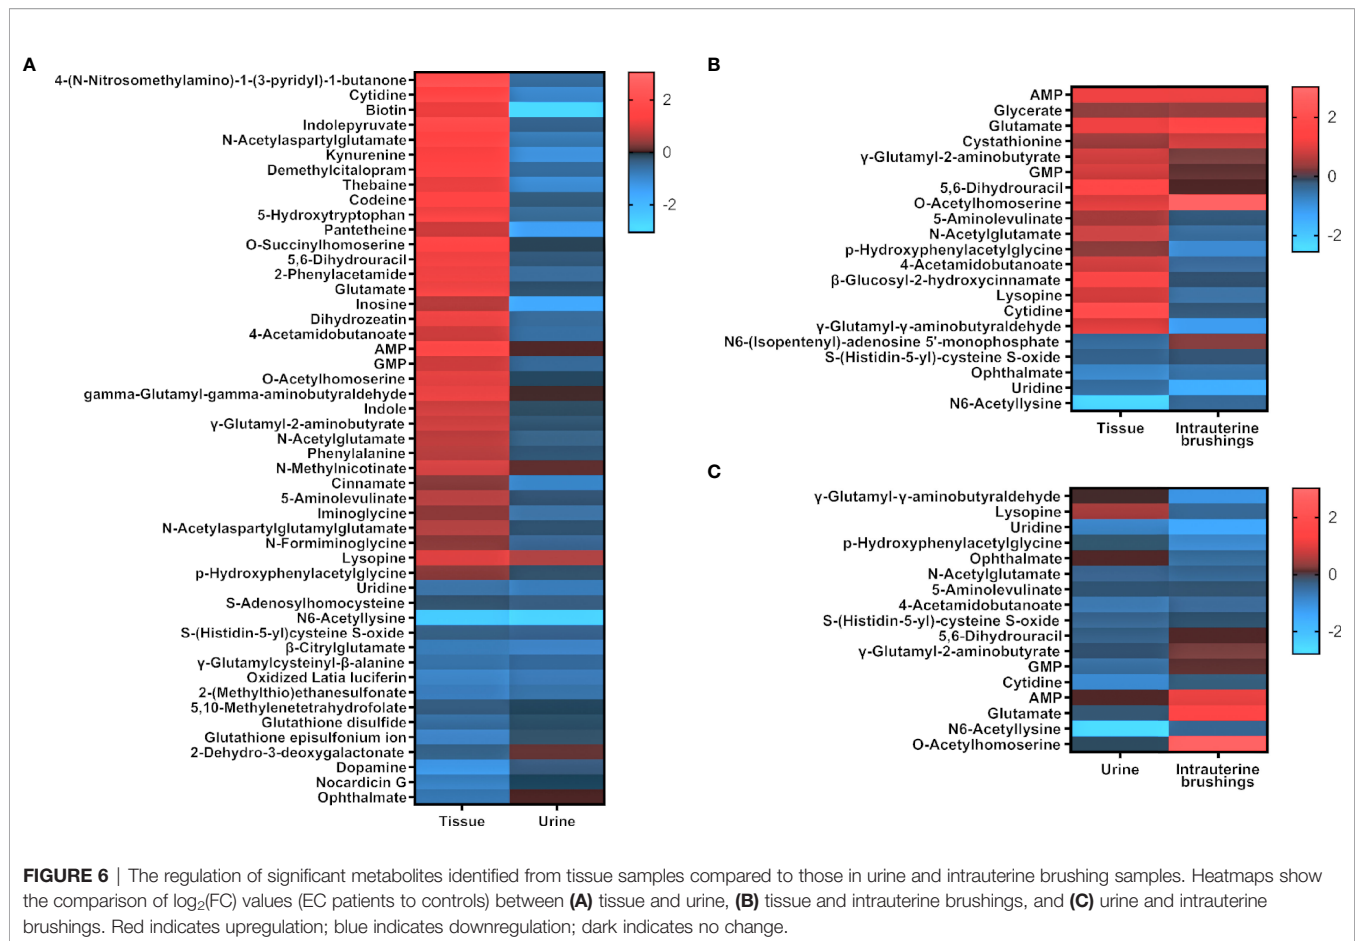 A
4-(N-Nitrosomethylamino)-1-(3-pyridyl)-1-butanone
Cytidine
Biotin
Indolepyruvate
N-Acetylaspartylglutamate
Kynurenine
Demethylcitalopram
Thebaine
Codeine
5-Hydroxytryptophan
Pantetheine
O-Succinylhomoserine
5,6-Dihydrouracil
2-Phenylacetamide
Glutamate
Inosine
Dihydrozeatin
4-Acetamidobutanoate
AMP
GMP
O-Acetylhomoserine
gamma-Glutamyl-gamma-aminobutyraldehyde
Indole
γ-Glutamyl-2-aminobutyrate
N-Acetylglutamate
Phenylalanine
N-Methylnicotinate
Cinnamate
5-Aminolevulinate
Iminoglycine
N-Acetylaspartylglutamylglutamate
N-Formiminoglycine
Lysopine
p-Hydroxyphenylacetylglycine
Uridine
S-Adenosylhomocysteine
N6-Acetyllysine
S-(Histidin-5-yl)cysteine S-oxide
β-Citrylglutamate
γ-Glutamylcysteinyl-β-alanine
Oxidized Latia luciferin
2-(Methylthio)ethanesulfonate
5,10-Methylenetetrahydrofolate
Glutathione disulfide
Glutathione episulfonium ion
2-Dehydro-3-deoxygalactonate
Dopamine
Nocardicin G
Ophthalmate
Tissue Urine
2
0
-2
B
AMP
Glycerate
Glutamate
Cystathionine
γ-Glutamyl-2-aminobutyrate
GMP
5,6-Dihydrouracil
O-Acetylhomoserine
5-Aminolevulinate
N-Acetylglutamate
p-Hydroxyphenylacetylglycine
4-Acetamidobutanoate
β-Glucosyl-2-hydroxycinnamate
Lysopine
Cytidine
γ-Glutamyl-γ-aminobutyraldehyde
N6-(Isopentenyl)-adenosine 5'-monophosphate
S-(Histidin-5-yl)-cysteine S-oxide
Ophthalmate
Uridine
N6-Acetyllysine
Tissue Intrauterine
brushings
2
0
-2
C
γ-Glutamyl-γ-aminobutyraldehyde
Lysopine
Uridine
p-Hydroxyphenylacetylglycine
Ophthalmate
N-Acetylglutamate
5-Aminolevulinate
4-Acetamidobutanoate
S-(Histidin-5-yl)-cysteine S-oxide
5,6-Dihydrouracil
γ-Glutamyl-2-aminobutyrate
GMP
Cytidine
AMP
Glutamate
N6-Acetyllysine
O-Acetylhomoserine
Urine Intrauterine
brushings
2
0
-2
FIGURE 6 | The regulation of significant metabolites identified from tissue samples compared to those in urine and intrauterine brushing samples. Heatmaps show
the comparison of log₂(FC) values (EC patients to controls) between (A) tissue and urine, (B) tissue and intrauterine brushings, and (C) urine and intrauterine
brushings. Red indicates upregulation; blue indicates downregulation; dark indicates no change.